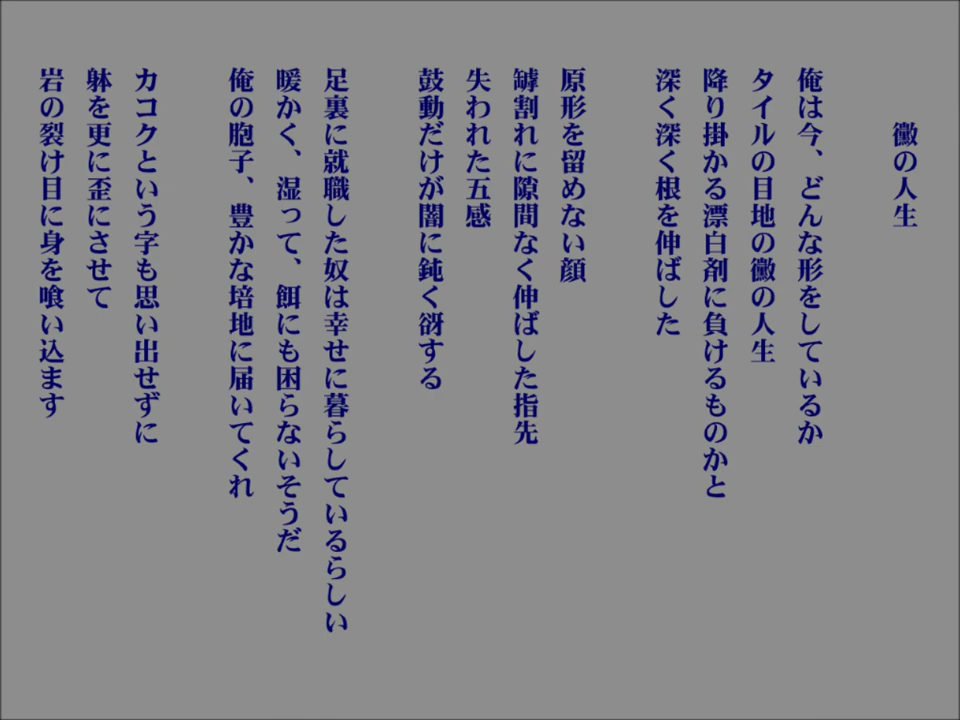 黴の人生
俺は今、どんな形をしているか
タイルの目地の黴の人生
降り掛かる漂白剤に負けるものかと
深く深く根を伸ばした
原形を留めない顔
罅割れに隙間なく伸ばした指先
失われた五感
鼓動だけが闇に鈍く谺する
足裏に就職した奴は幸せに暮らしているらしい
暖かく、湿って、餌にも困らないそうだ
俺の胞子、豊かな培地に届いてくれ
カコクという字も思い出せずに
躰を更に歪にさせて
岩の裂け目に身を喰い込ます